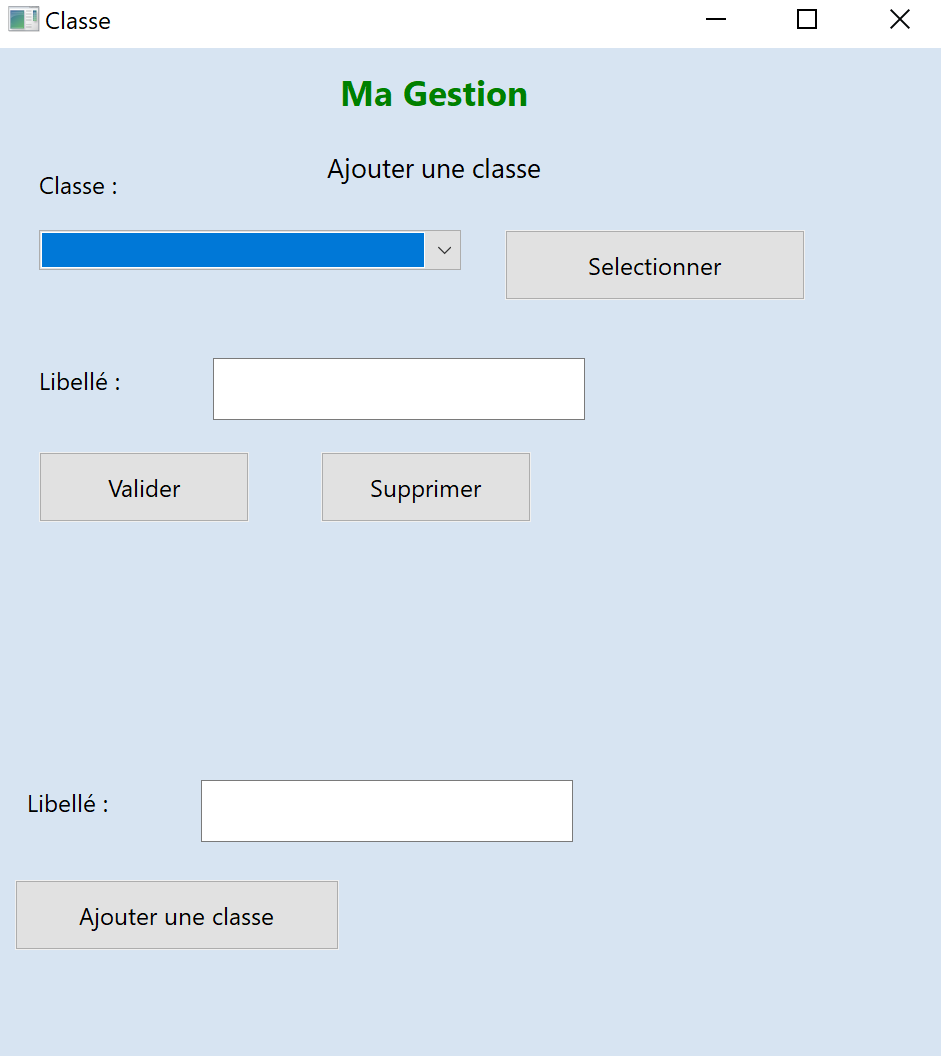 Classe
Ma Gestion
Ajouter une classe
Classe :
Selectionner
Libellé :
Valider
Supprimer
Libellé :
Ajouter une classe